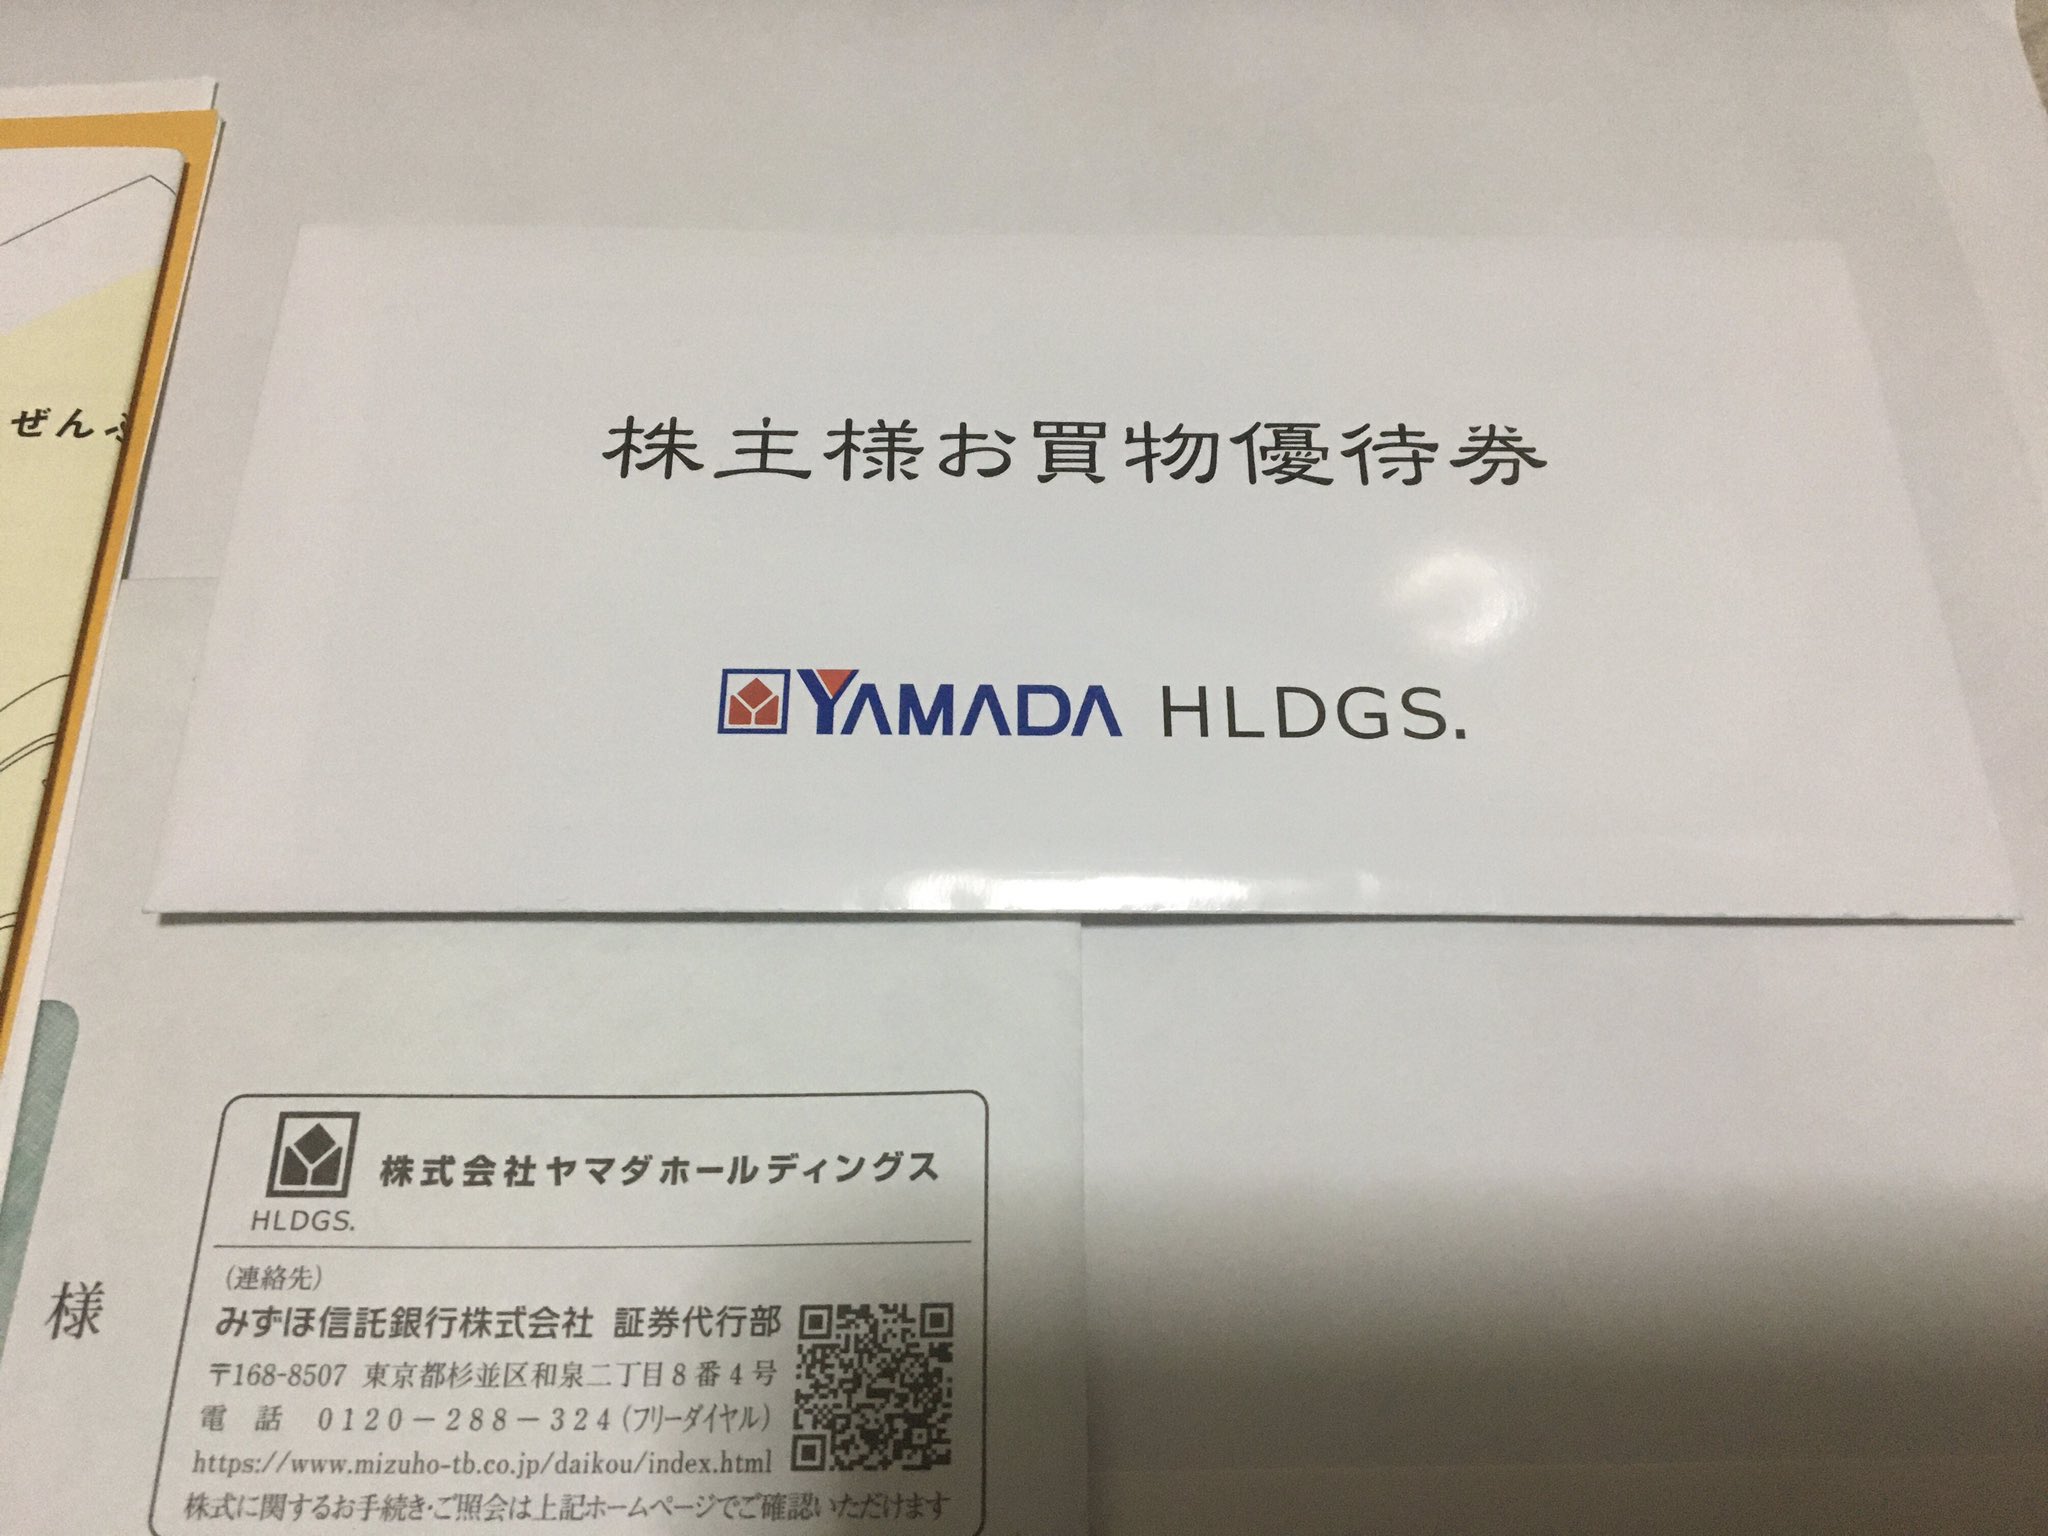 ぜん
株主様お買物優待券
YAMADA HLDGS.
株式会社ヤマダホールディングス
HLDGS.
（連絡先）
みずほ信託銀行株式会社 証券代行部
〒168-8507 東京都杉並区和泉二丁目8番4号
電 話 0120－288－324（フリーダイヤル）
https://www.mizuho-tb.co.jp/daikou/index.html
株式に関するお手続き・ご照会は上記ホームページでご確認いただけます
様